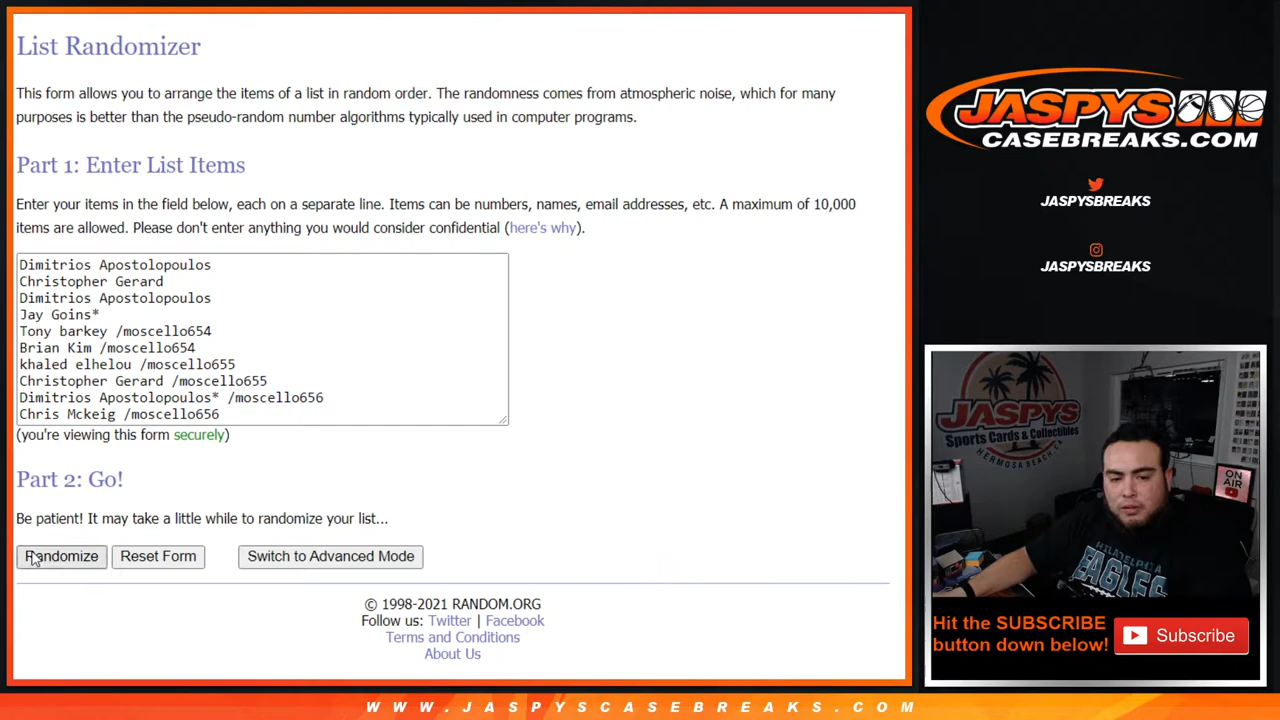 List Randomizer
This form allows you to arrange the items of a list in random order. The randomness comes from atmospheric noise, which for many
purposes is better than the pseudo-random number algorithms typically used in computer programs.
Part 1: Enter List Items
Enter your items in the field below, each on a separate line. Items can be numbers, names, email addresses, etc. A maximum of 10,000
items are allowed. Please don't enter anything you would consider confidential (here's why).
Dimitrios Apostolopoulos
Christopher Gerard
Dimitrios Apostolopoulos
Jay Goins*
Tony barkey /moscello654
Brian Kim /moscello654
khaled elhelou /moscello655
Christopher Gerard /moscello655
Dimitrios Apostolopoulos* /moscello656
Chris Mckeig /moscello656
(you're viewing this form securely)
Part 2: Go!
Be patient! It may take a little while to randomize your list...
Randomize
Reset Form
Switch to Advanced Mode
© 1998-2021 RANDOM.ORG
Follow us: Twitter | Facebook
Terms and Conditions
About Us
JASPYS
CASEBREAKS.COM
JASPYSBREAKS
JASPYSBREAKS
JASPYS
Sports Cards & Collectibles
HERMOSA BEACH, CA
ON
AIR
PHILADELPHIA
EAGLES
Hit the SUBSCRIBE
button down below!
Subscribe
WWW.JASPYSCASEBREAKS.COM